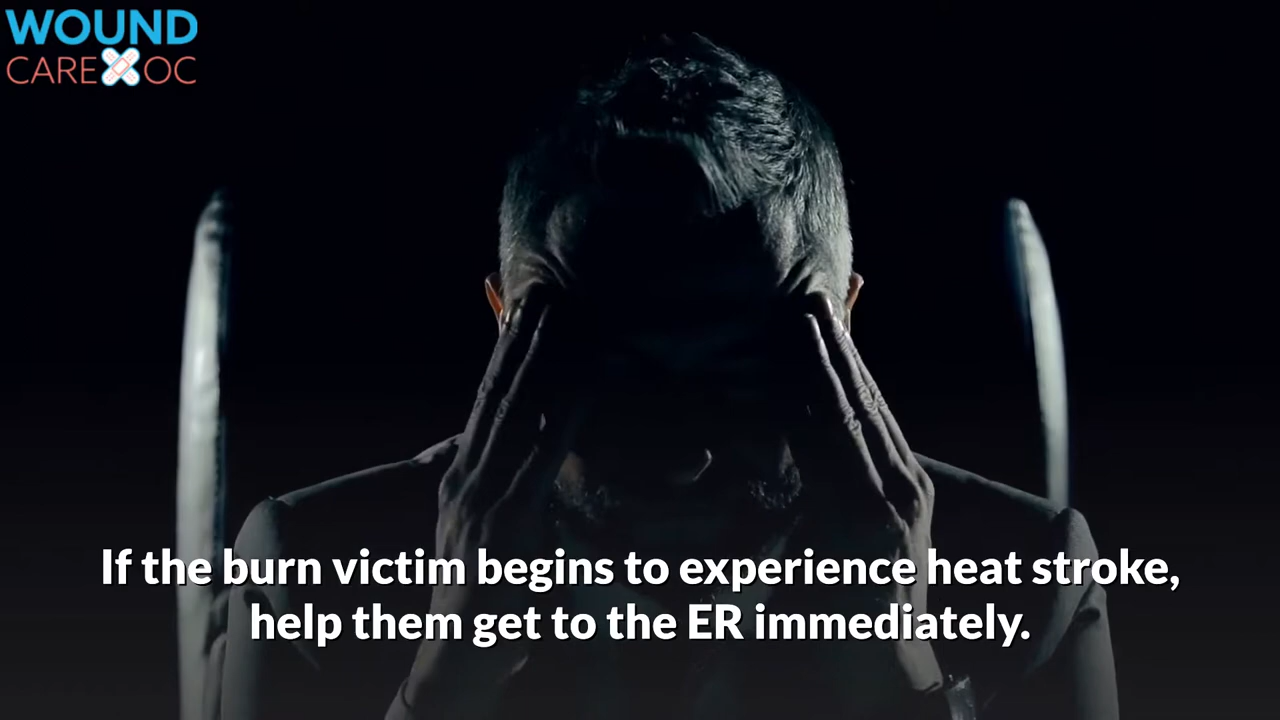 WOUND
CARE OC
If the burn victim begins to experience heat stroke,
help them get to the ER immediately.